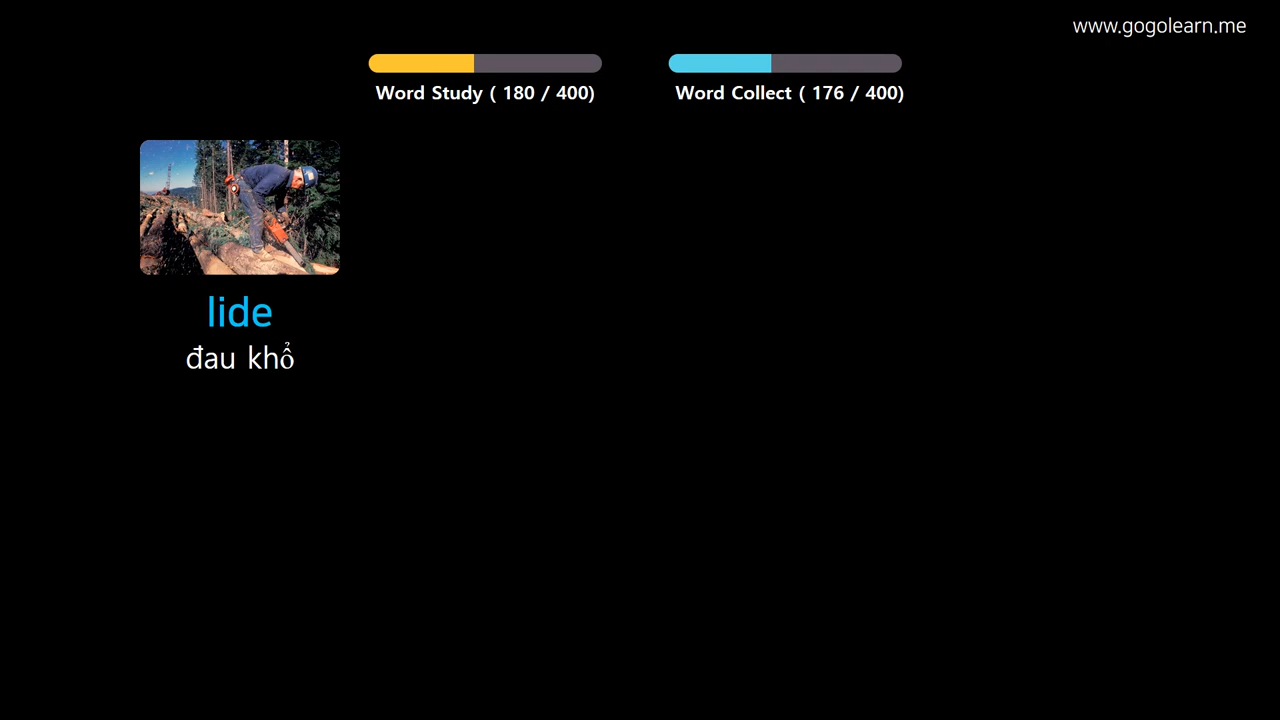 www.gogolearn.me
Word Study ( 180 / 400)
Word Collect ( 176 / 400)
lide
đau khổ